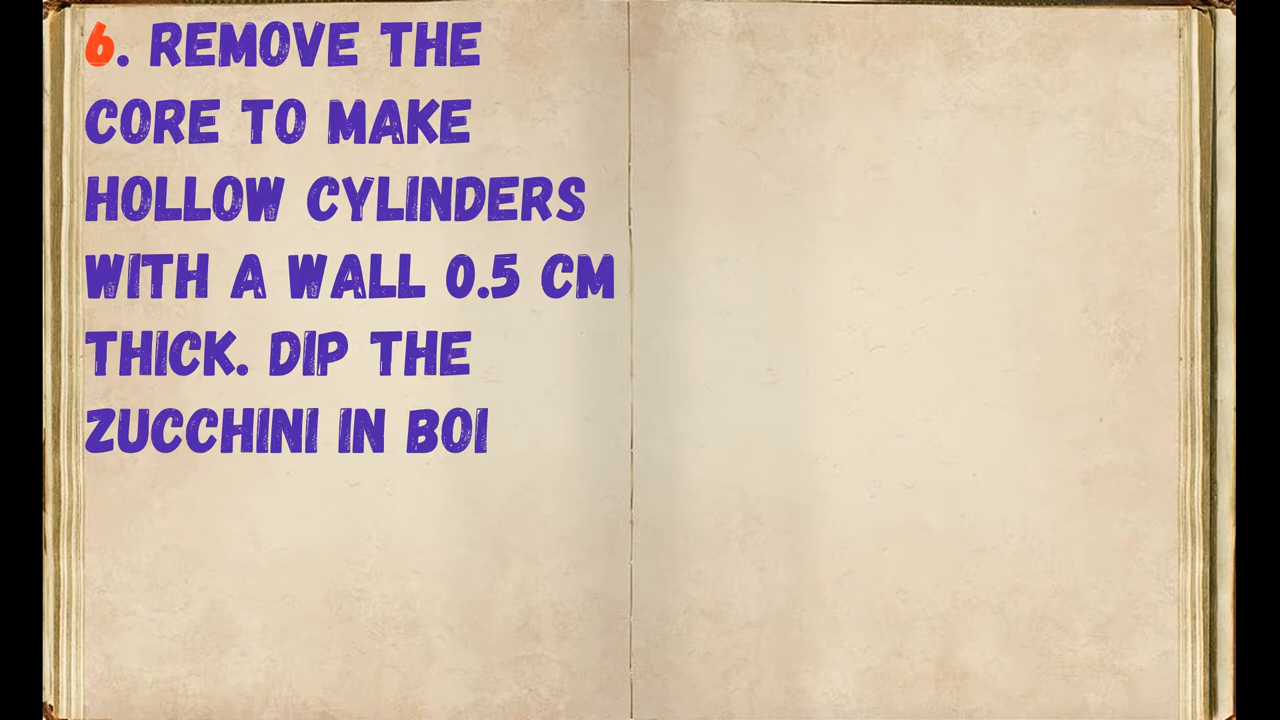 6. REMOVE THE
CORE TO MAKE
HOLLOW CYLINDERS
WITH A WALL 0.5 CM
THICK. DIP THE
ZUCCHINI IN BOI